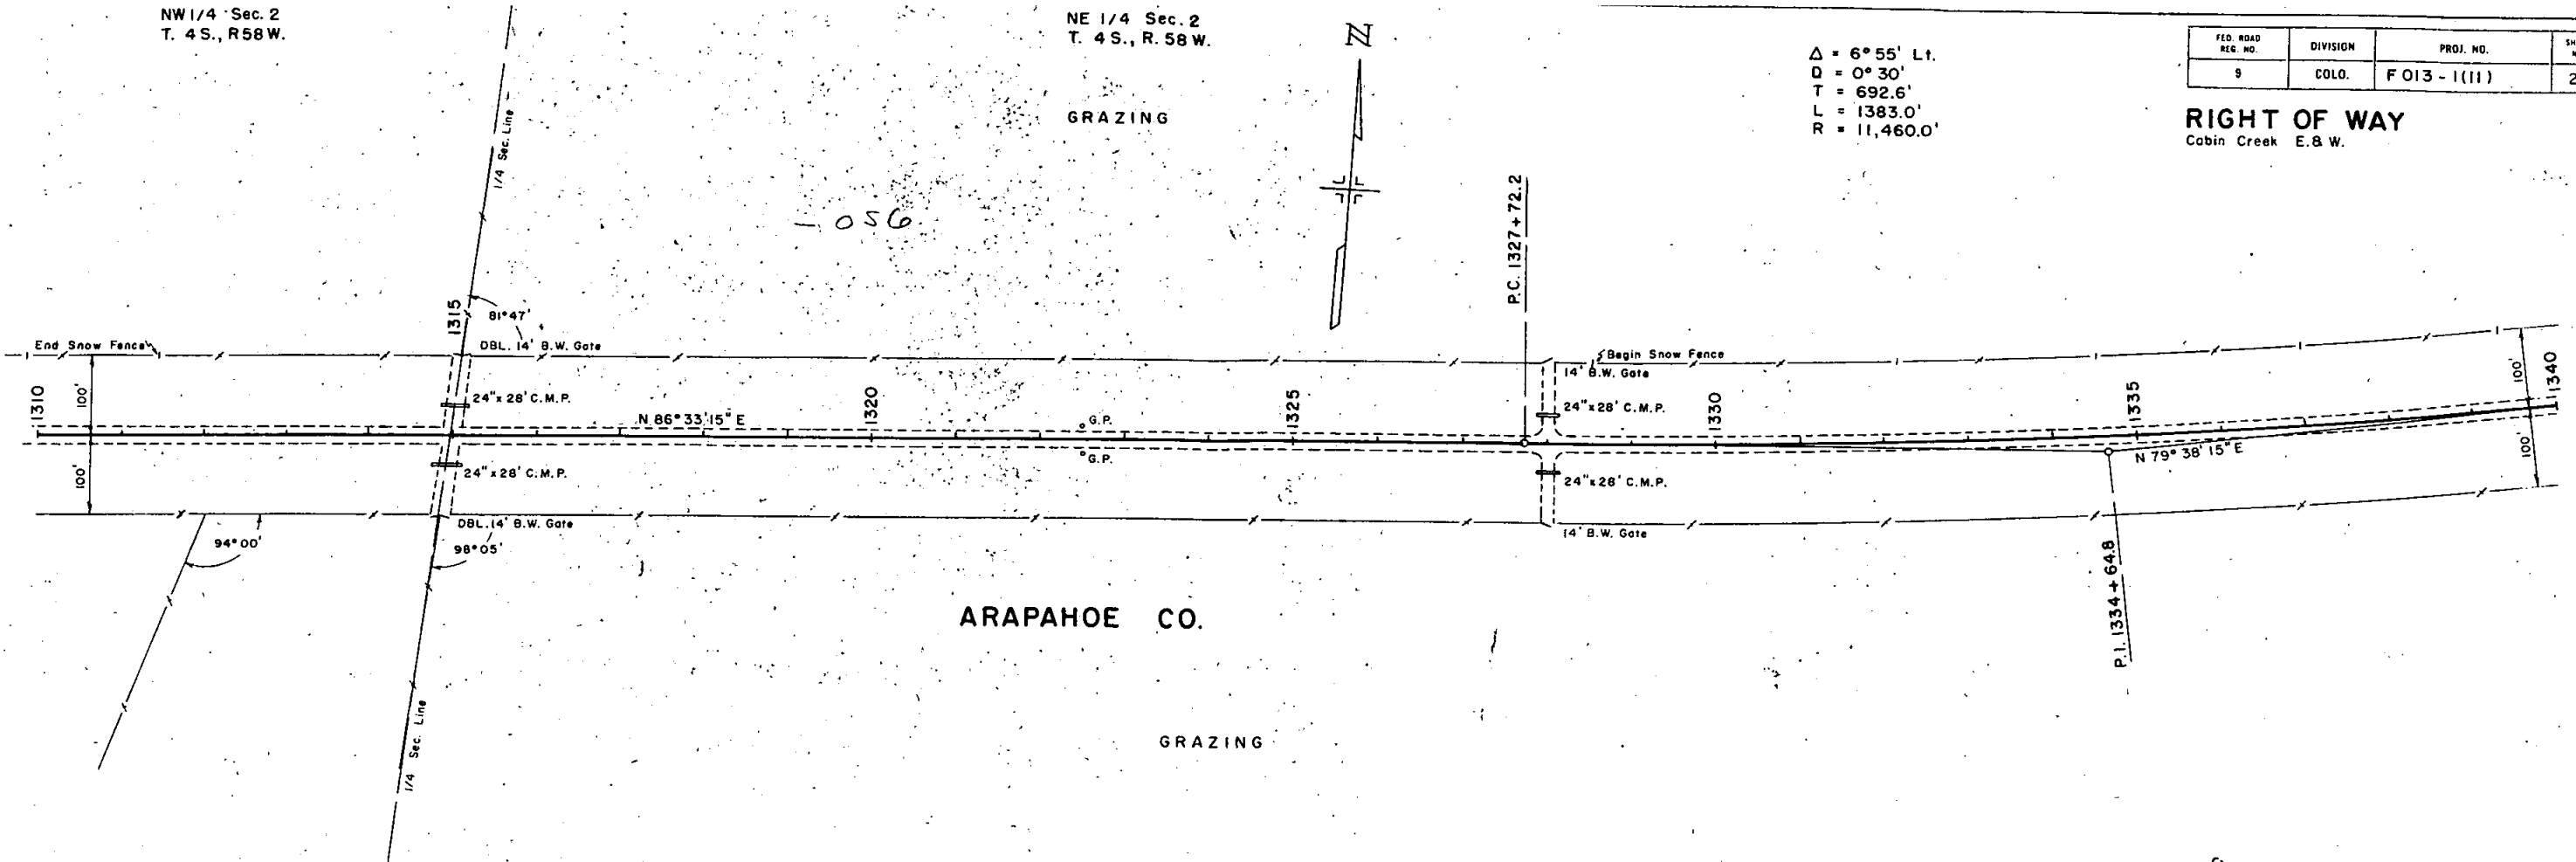 NW 1/4 Sec. 2
T. 4 S., R 58 W.
NE 1/4 Sec. 2
T. 4 S., R. 58 W.
N
GRAZING
Δ = 6° 55' Lt.
D = 0° 30'
T = 692.6'
L = 1383.0'
R = 11,460.0'
FED. ROAD REG. NO.
DIVISION
PROJ. NO.
9
COLO.
F 013 - 1(11)
2
RIGHT OF WAY
Cabin Creek E. & W.
1/4 Sec. Line
1056
P.C. 1327 + 72.2
1315
81° 47'
End Snow Fence
DBL. 14' B.W. Gate
Begin Snow Fence
14' B.W. Gate
1310
100'
100'
24" x 28' C.M.P.
N 86° 33' 15" E
1320
G.P.
G.P.
1325
24" x 28' C.M.P.
1330
1335
100'
100'
1340
24" x 28' C.M.P.
24" x 28' C.M.P.
N 79° 38' 15" E
DBL. 14' B.W. Gate
14' B.W. Gate
94° 00'
98° 05'
P.I. 1334 + 64.8
ARAPAHOE CO.
1/4 Sec. Line
GRAZING